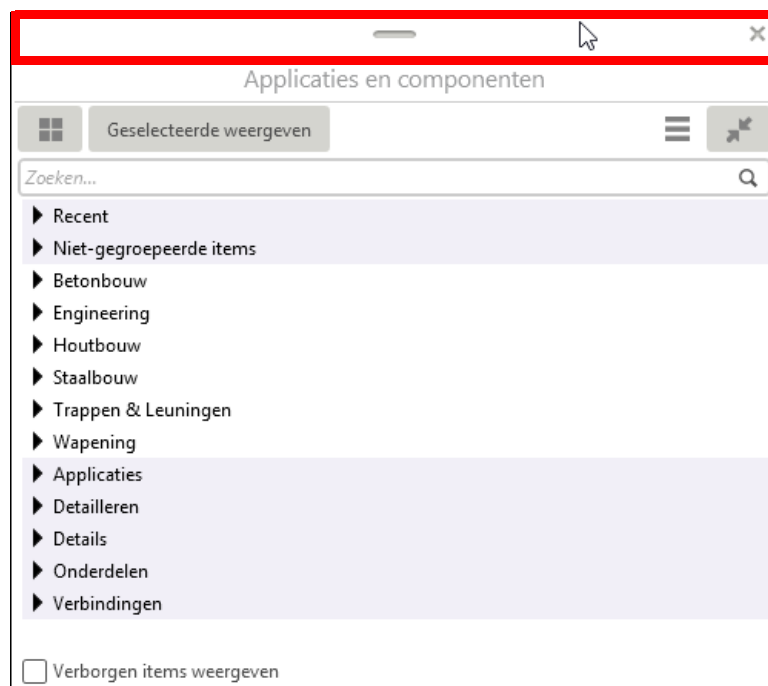 Applicaties en componenten
Geselecteerde weergeven
Zoeken...
Recent
Niet-gegroepeerde items
Betonbouw
Engineering
Houtbouw
Staalbouw
Trappen & Leuningen
Wapening
Applicaties
Detailleren
Details
Onderdelen
Verbindingen
Verborgen items weergeven